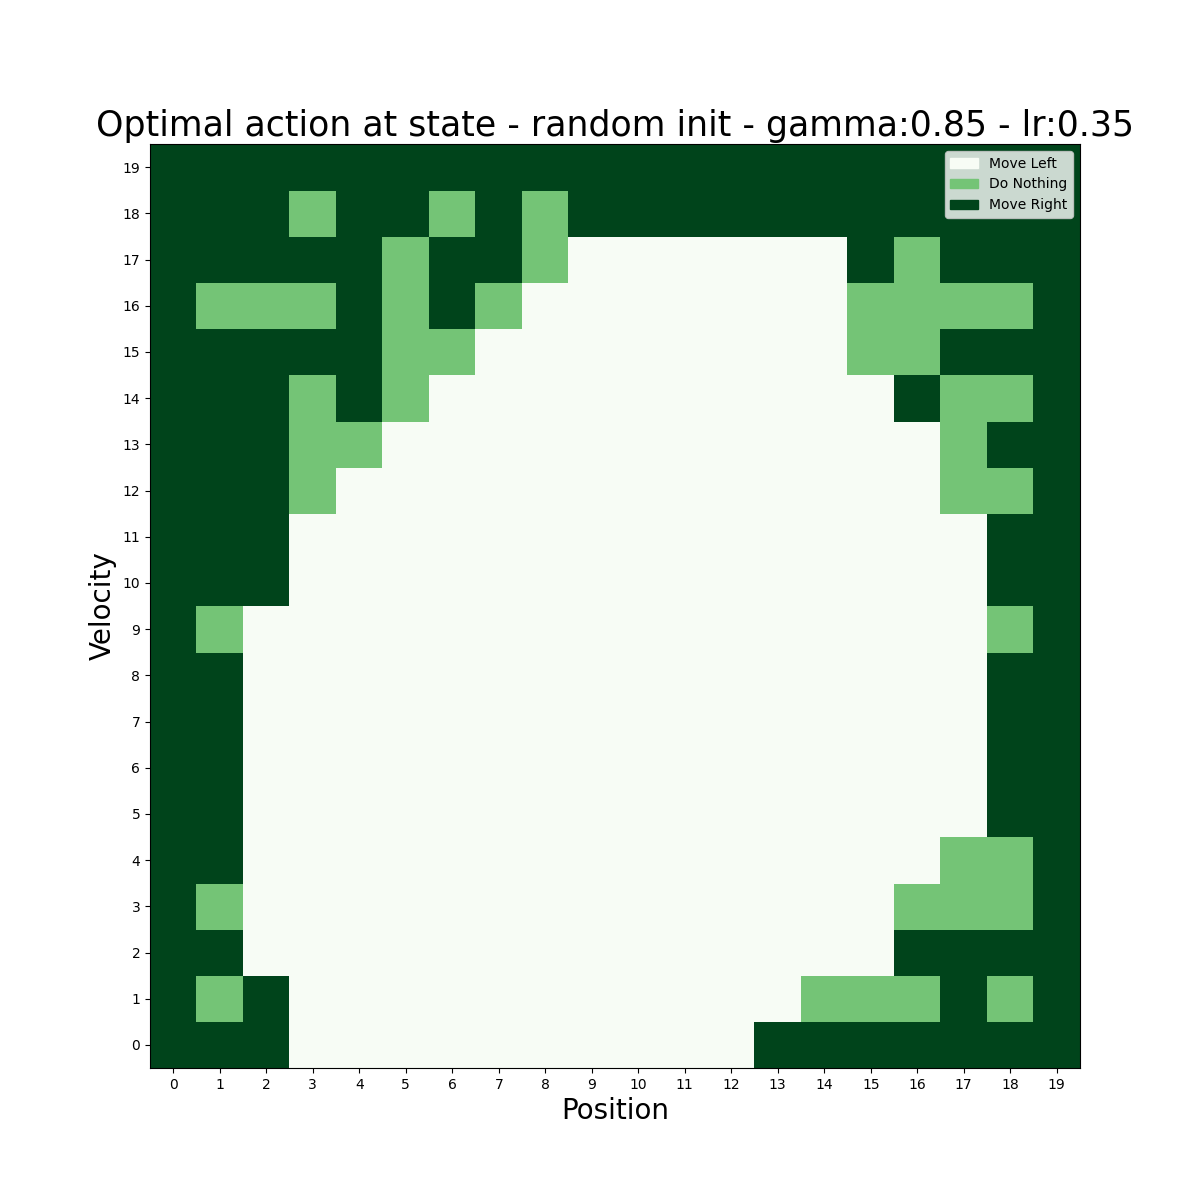 Optimal action at state - random init - gamma:0.85 - lr:0.35
Move Left
Do Nothing
Move Right
Velocity
19
18
17
16
15
14
13
12
11
10
9
8
7
6
5
4
3
2
1
0
0 1 2 3 4 5 6 7 8 9 10 11 12 13 14 15 16 17 18 19
Position